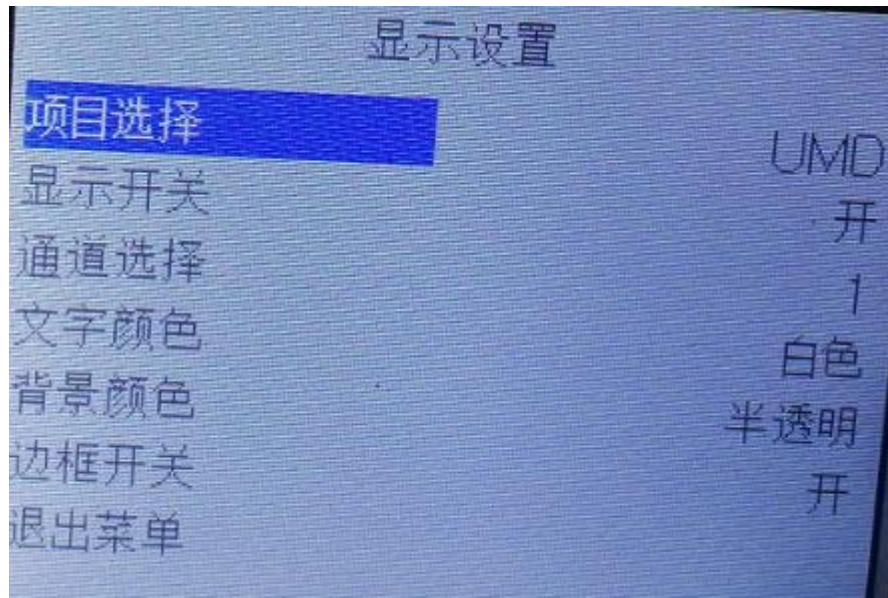 显示设置
项目选择 UMD
显示开关 开
通道选择 1
文字颜色 白色
背景颜色 半透明
边框开关 开
退出菜单